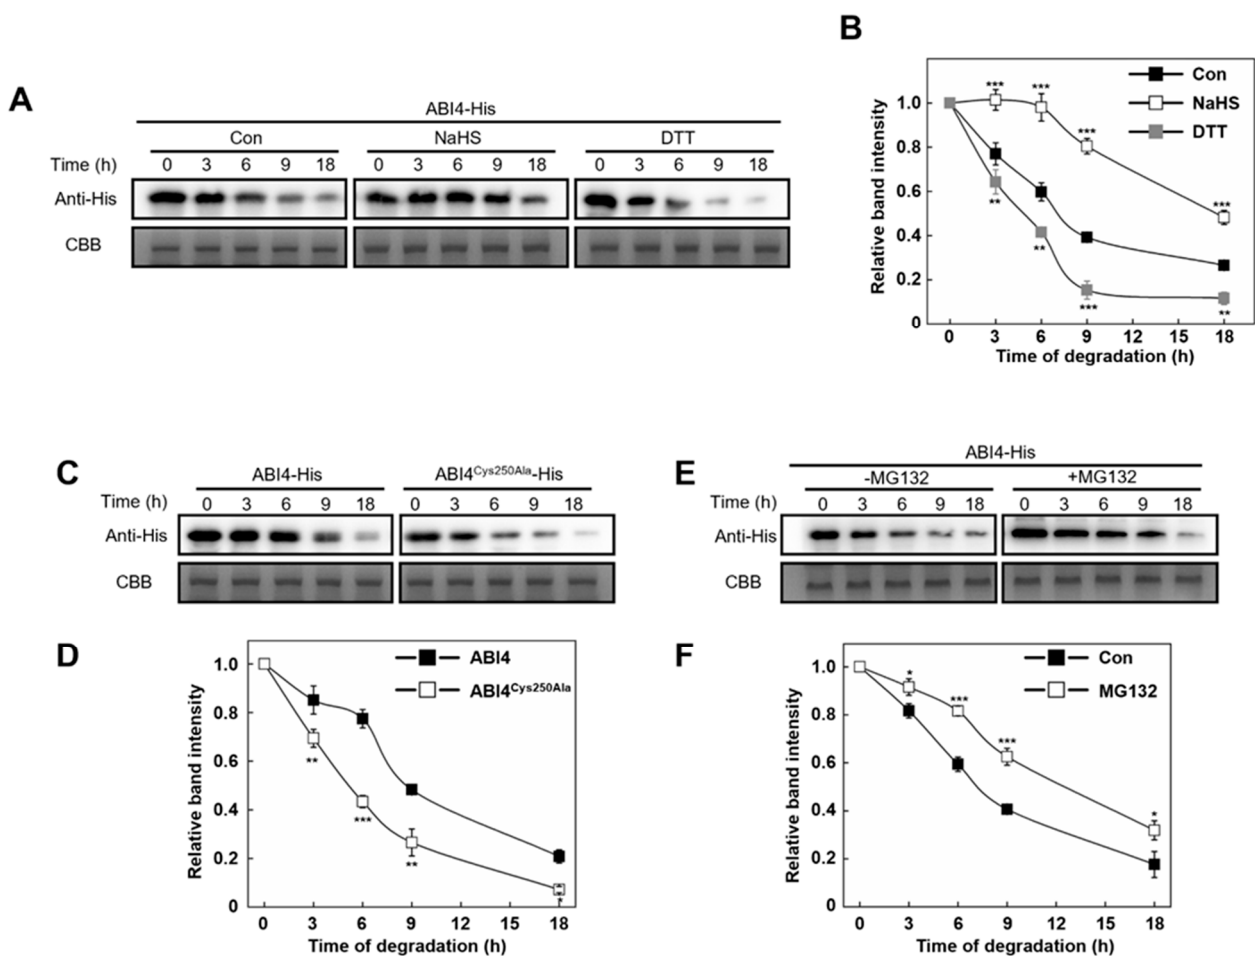 A
ABI4-His
Con NaHS DTT
Time (h) 0 3 6 9 18 0 3 6 9 18 0 3 6 9 18
Anti-His
CBB
B
Con
NaHS
DTT
*** *** *** ***
** ** *** **
Relative band intensity
1.0
0.8
0.6
0.4
0.2
0
0 3 6 9 12 15 18
Time of degradation (h)
C
ABI4-His ABI4Cys250Ala-His
Time (h) 0 3 6 9 18 0 3 6 9 18
Anti-His
CBB
D
ABI4
ABI4Cys250Ala
** *** ** *
Relative band intensity
1.0
0.8
0.6
0.4
0.2
0
0 3 6 9 12 15 18
Time of degradation (h)
E
ABI4-His
-MG132 +MG132
Time (h) 0 3 6 9 18 0 3 6 9 18
Anti-His
CBB
F
Con
MG132
* *** *** *
Relative band intensity
1.0
0.8
0.6
0.4
0.2
0
0 3 6 9 12 15 18
Time of degradation (h)